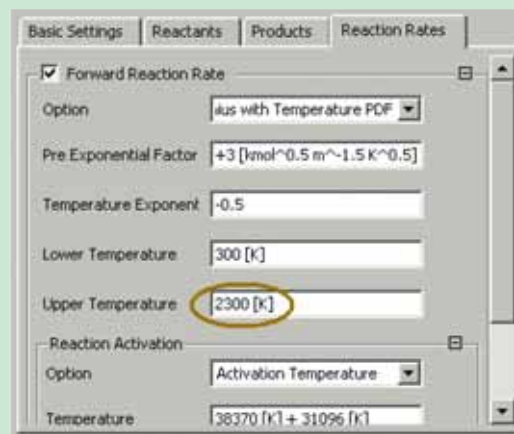 Basic Settings Reactants Products Reaction Rates
Forward Reaction Rate
Option ius with Temperature PDF
Pre Exponential Factor +3 [kmol^0.5 m^-1.5 K^0.5]
Temperature Exponent -0.5
Lower Temperature 300 [K]
Upper Temperature 2300 [K]
Reaction Activation
Option Activation Temperature
Temperature 38370 [K] + 31096 [K]